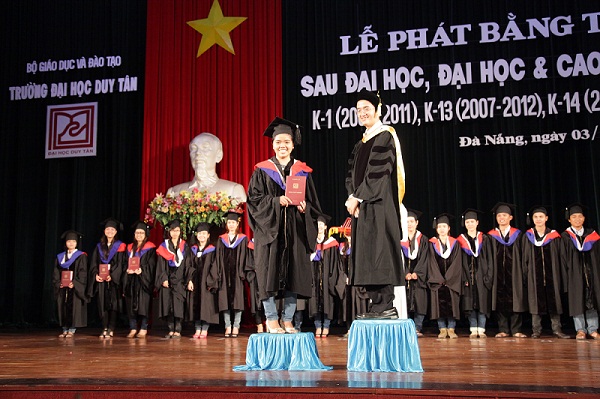 BỘ GIÁO DỤC VÀ ĐÀO TẠO
TRƯỜNG ĐẠI HỌC DUY TÂN
ĐẠI HỌC DUY TÂN
LỄ PHÁT BẰNG
SAU ĐẠI HỌC, ĐẠI HỌC & CAO
K-1 2011), K-13 (2007-2012), K-14
Đà Nẵng, ngày 03/